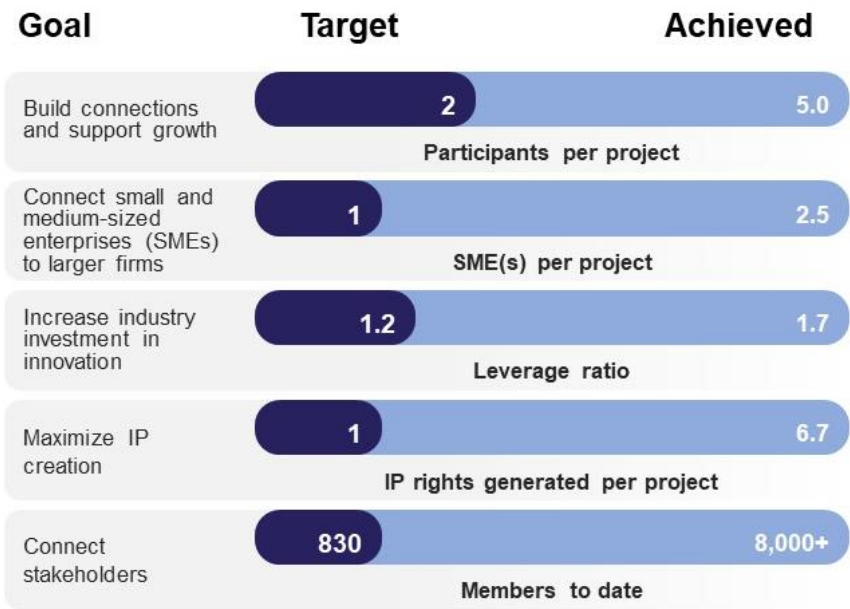 Goal Target Achieved
Build connections
and support growth
2 5.0
Participants per project
Connect small and
medium-sized
enterprises (SMEs)
to larger firms
1 2.5
SME(s) per project
Increase industry
investment in
innovation
1.2 1.7
Leverage ratio
Maximize IP
creation
1 6.7
IP rights generated per project
Connect
stakeholders
830 8,000+
Members to date